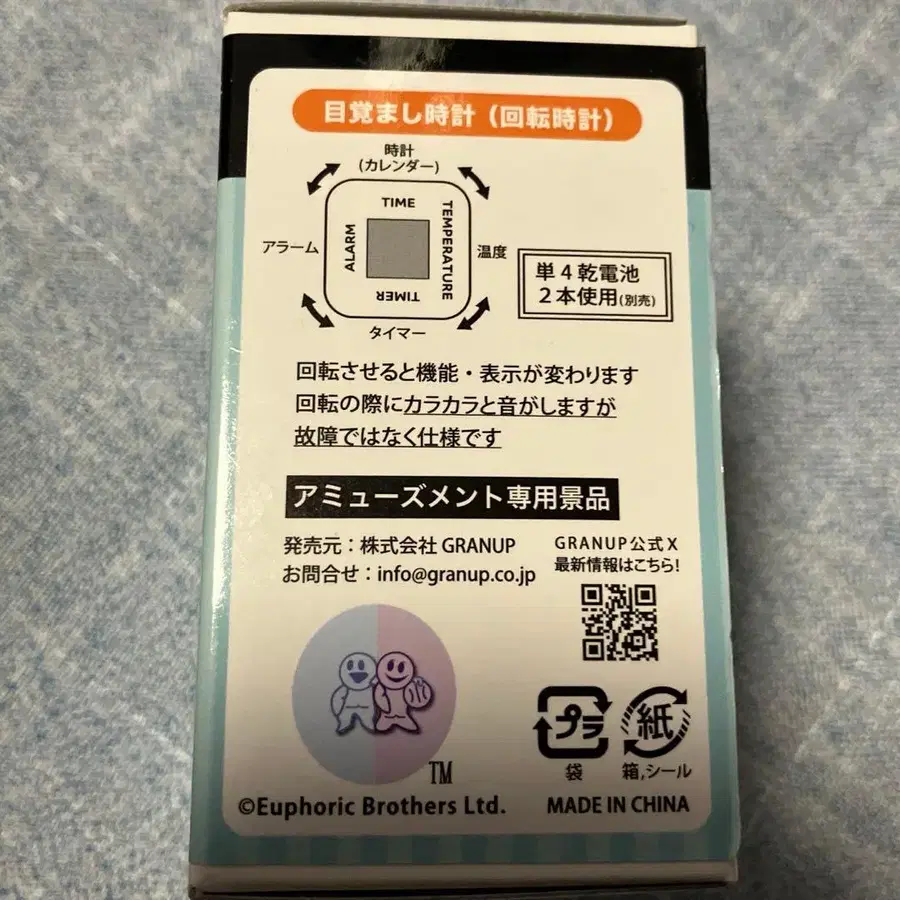 目覚まし時計（回転時計）
時計
(カレンダー)
TIME
TEMPERATURE
ALARM
TIMER
アラーム
温度
タイマー
単４乾電池
２本使用(別売)
回転させると機能・表示が変わります
回転の際にカラカラと音がしますが
故障ではなく仕様です
アミューズメント専用景品
発売元：株式会社 GRANUP
お問合せ：info@granup.co.jp
GRANUP公式X
最新情報はこちら!
プラ
袋
紙
箱,シール
TM
©Euphoric Brothers Ltd.
MADE IN CHINA